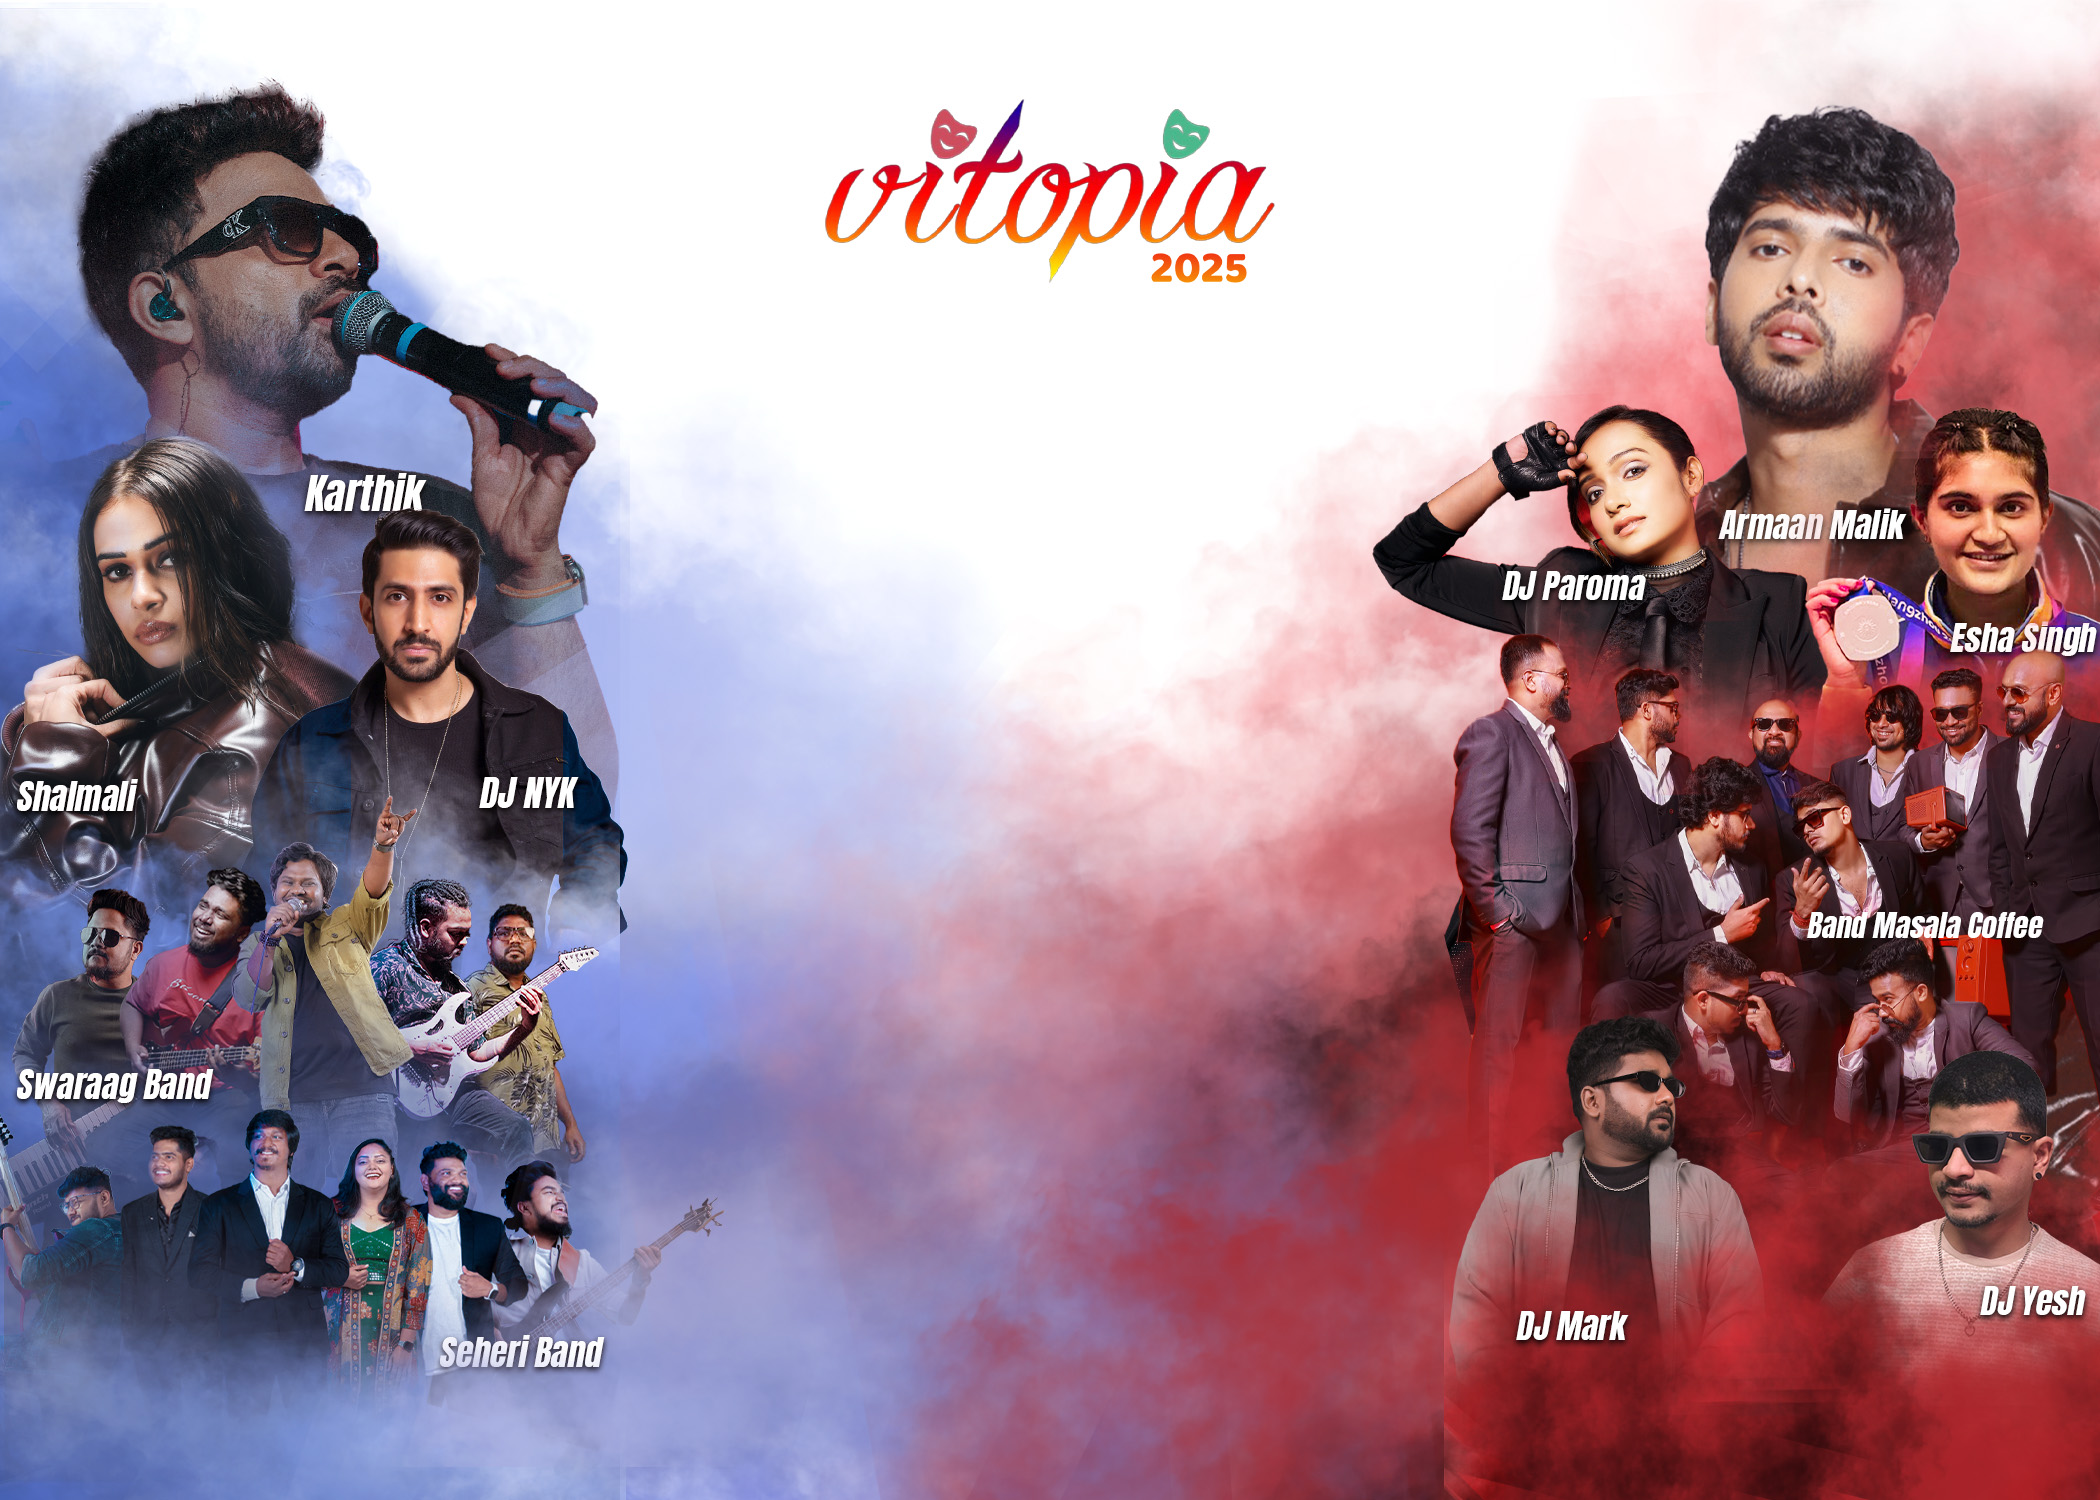 vitopia
2025
Karthik
Shalmali
DJ NYK
Swaraag Band
Seheri Band
Armaan Malik
DJ Paroma
Hangzhou
Esha Singh
Band Masala Coffee
DJ Mark
DJ Yesh